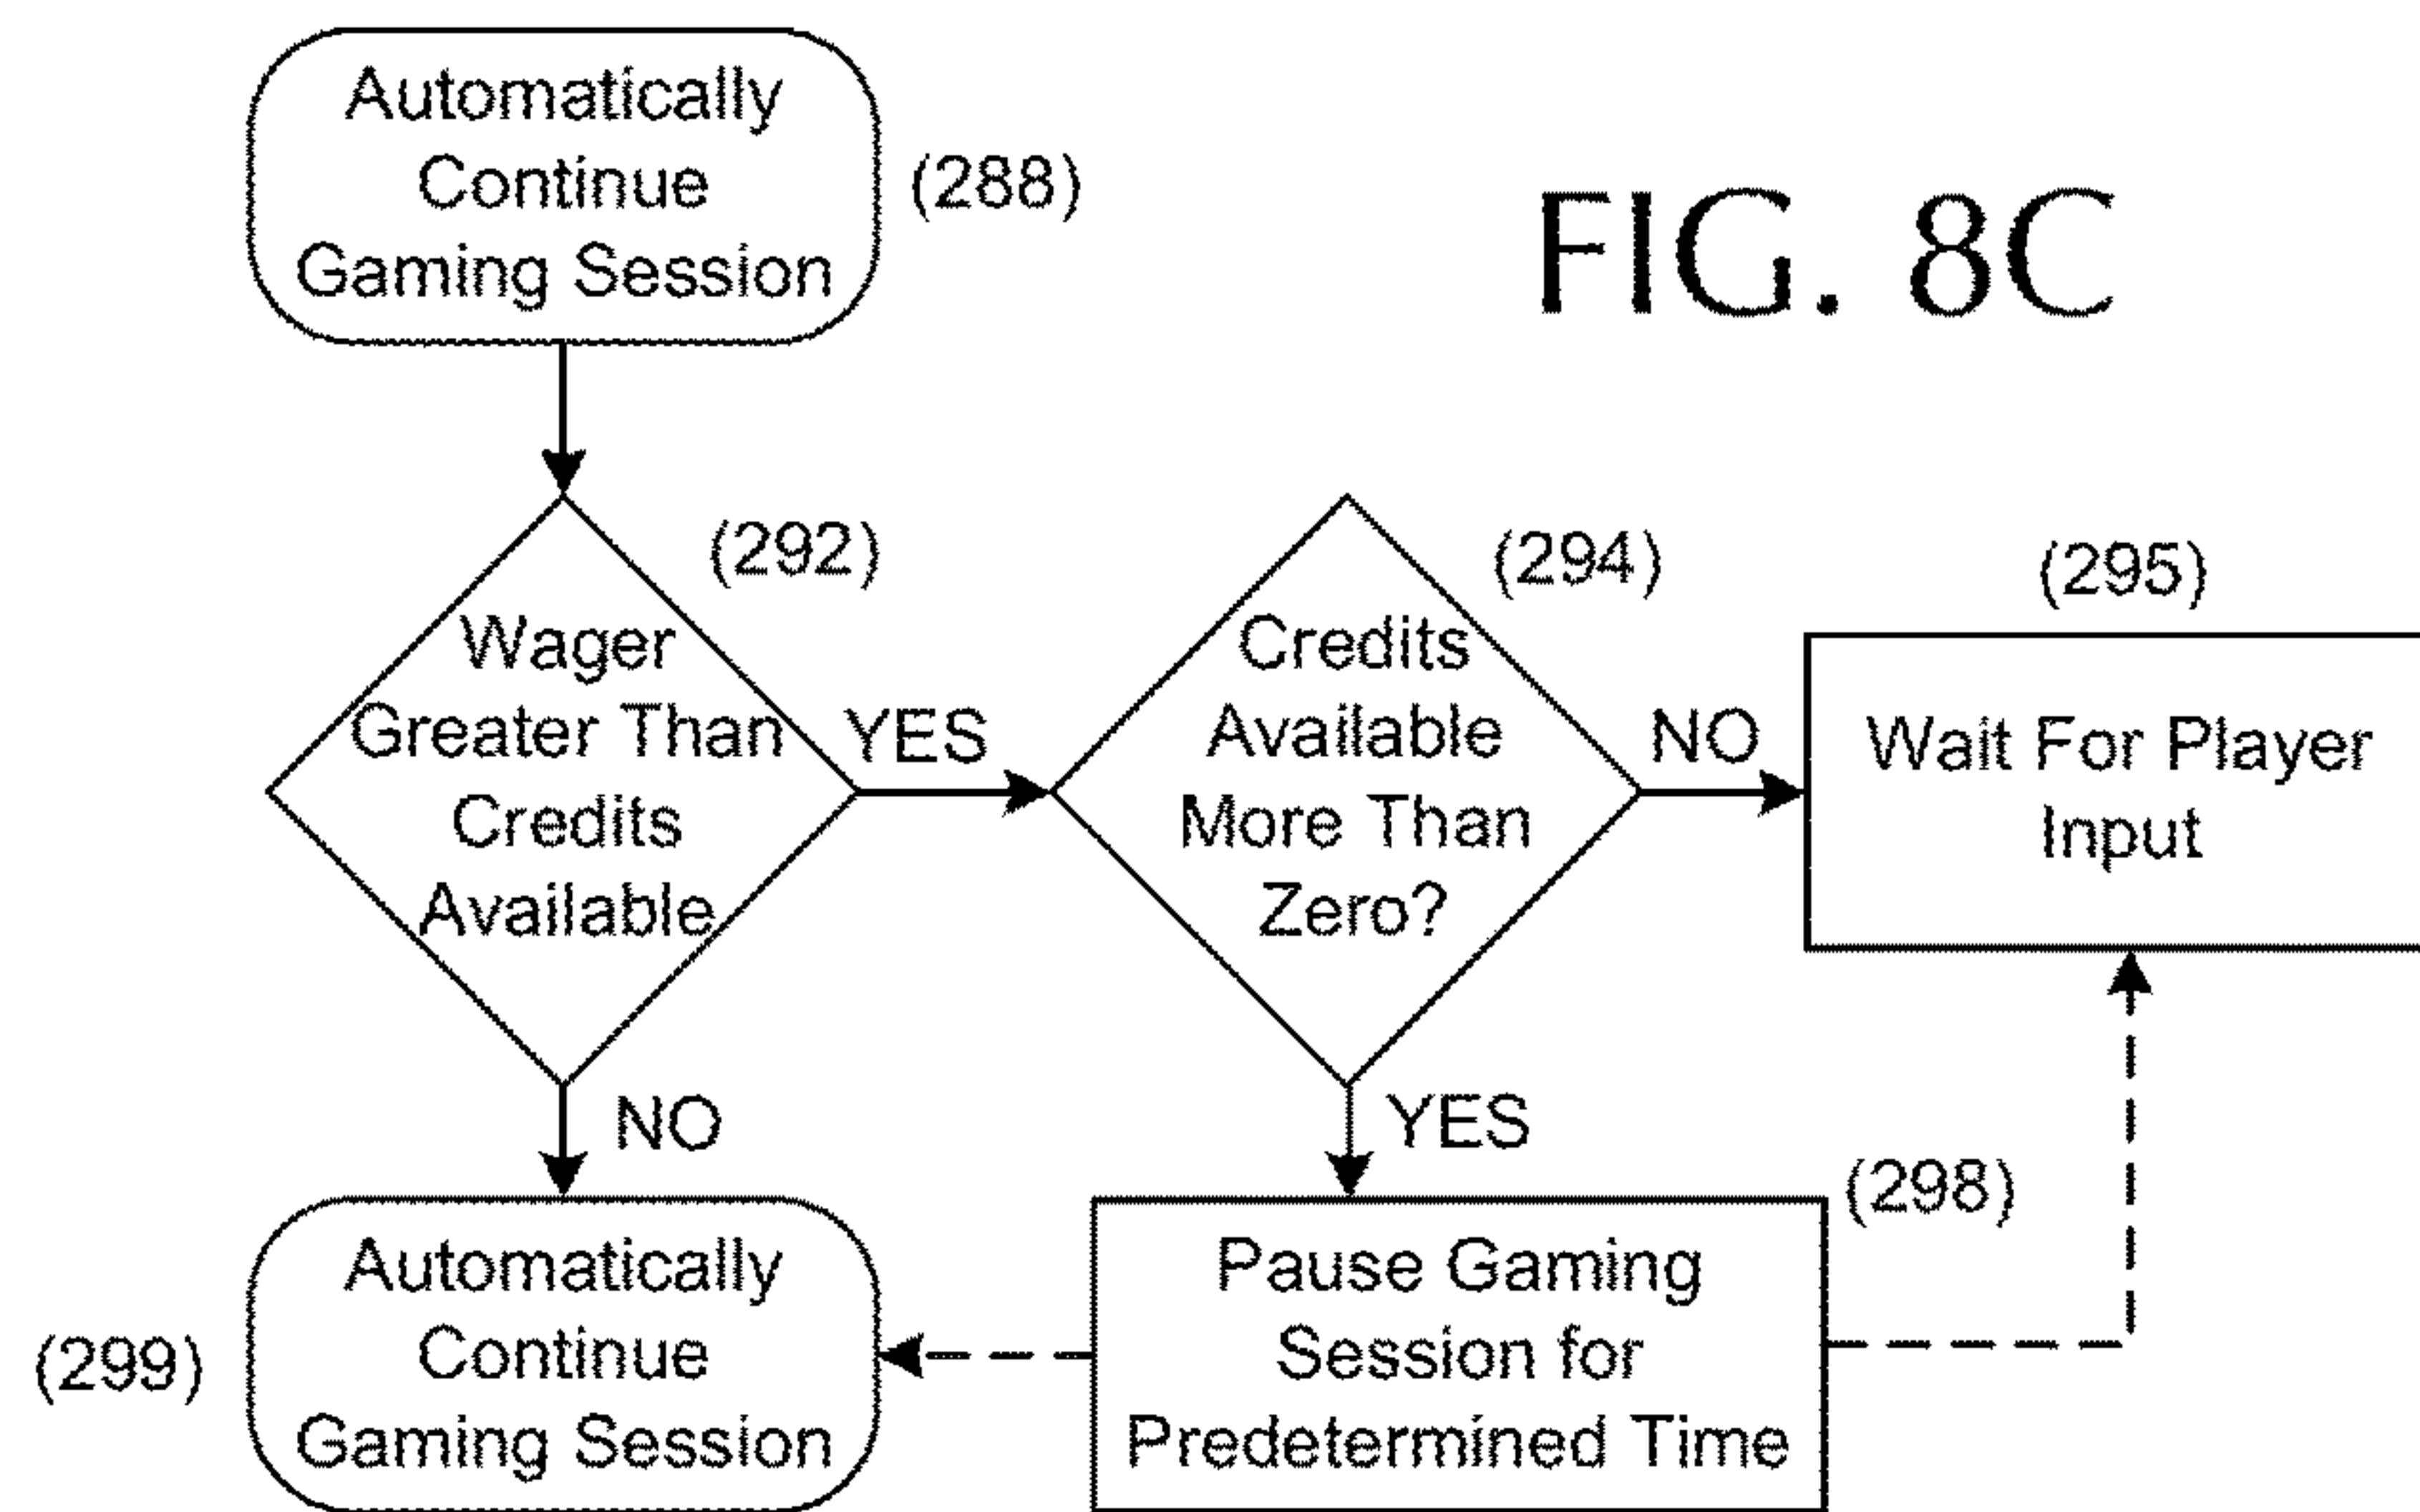 Automatically
Continue
Gaming Session
(288)
FIG. 8C
(292)
Wager
Greater Than
Credits
Available
YES
(294)
Credits
Available
More Than
Zero?
NO
(295)
Wait For Player
Input
NO
YES
(298)
Automatically
Continue
Gaming Session
(299)
Pause Gaming
Session for
Predetermined Time